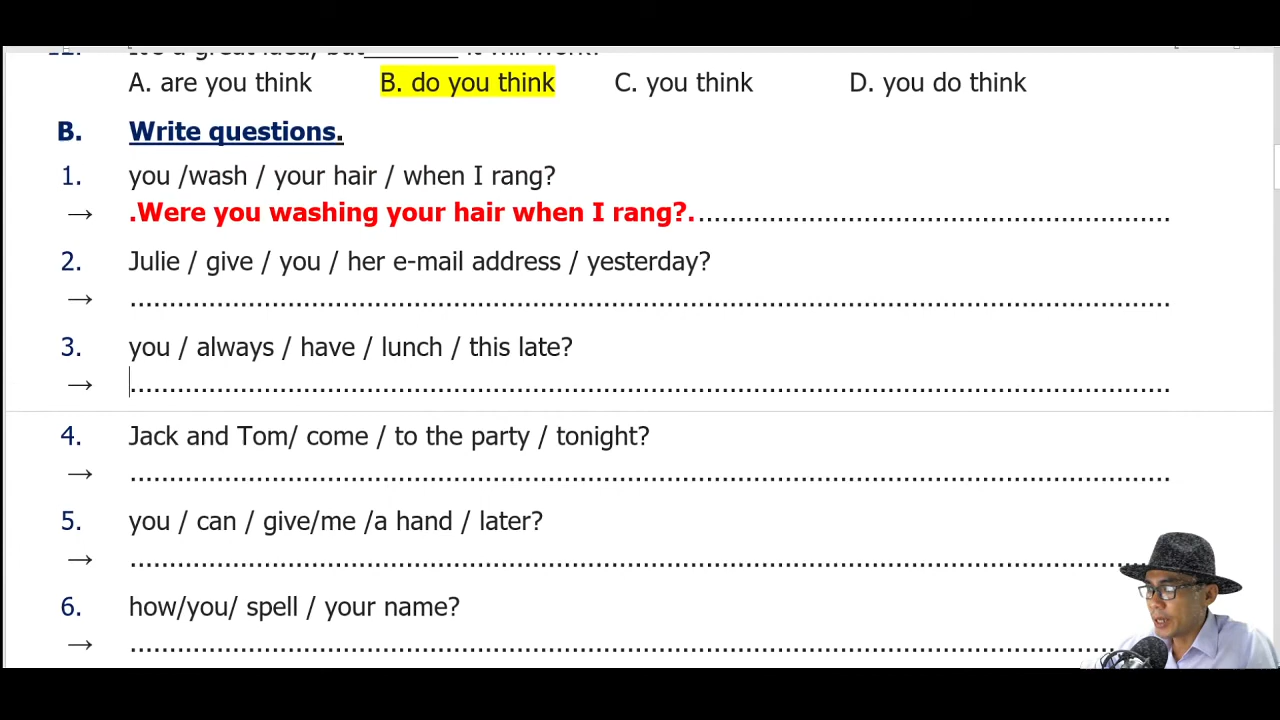 A. are you think B. do you think C. you think D. you do think
B. Write questions.
1. you /wash / your hair / when I rang?
→ .Were you washing your hair when I rang?.................................................
2. Julie / give / you / her e-mail address / yesterday?
→ ........................................................................................................
3. you / always / have / lunch / this late?
→ ........................................................................................................
4. Jack and Tom/ come / to the party / tonight?
→ ........................................................................................................
5. you / can / give/me /a hand / later?
→ ........................................................................................................
6. how/you/ spell / your name?
→ ........................................................................................................